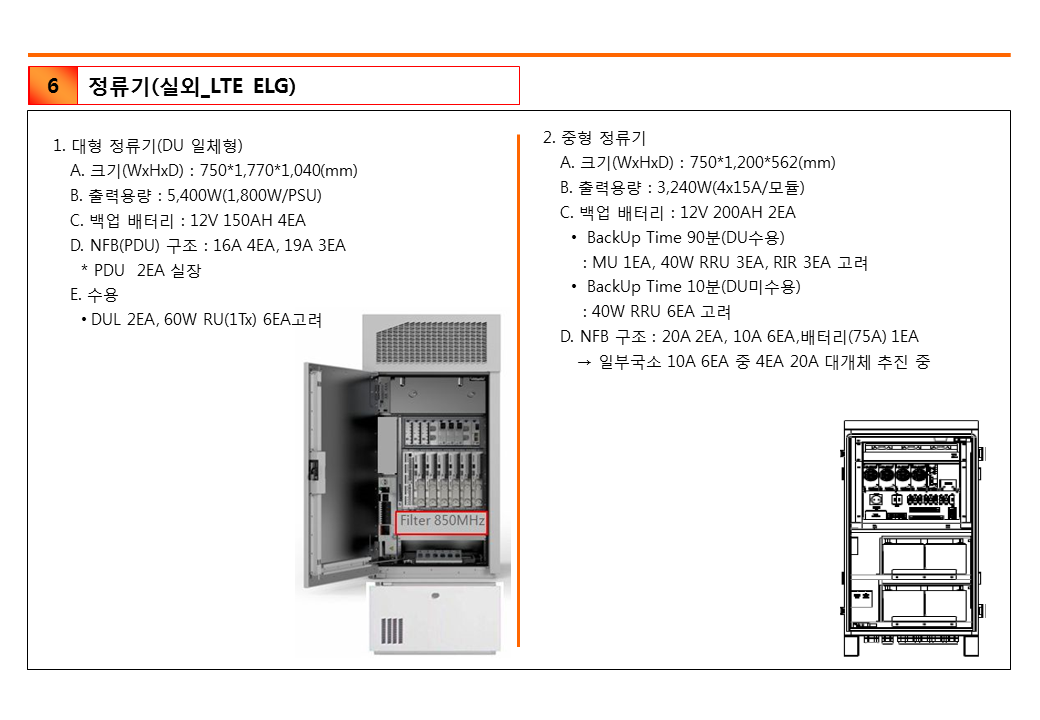 6
정류기(실외_LTE ELG)
1. 대형 정류기(DU 일체형)
A. 크기(WxHxD) : 750*1,770*1,040(mm)
B. 출력용량 : 5,400W(1,800W/PSU)
C. 백업 배터리 : 12V 150AH 4EA
D. NFB(PDU) 구조 : 16A 4EA, 19A 3EA
* PDU 2EA 실장
E. 수용
• DUL 2EA, 60W RU(1Tx) 6EA고려
Filter 850MHz
2. 중형 정류기
A. 크기(WxHxD) : 750*1,200*562(mm)
B. 출력용량 : 3,240W(4x15A/모듈)
C. 백업 배터리 : 12V 200AH 2EA
• BackUp Time 90분(DU수용)
: MU 1EA, 40W RRU 3EA, RIR 3EA 고려
• BackUp Time 10분(DU미수용)
: 40W RRU 6EA 고려
D. NFB 구조 : 20A 2EA, 10A 6EA,배터리(75A) 1EA
→ 일부국소 10A 6EA 중 4EA 20A 대개체 추진 중